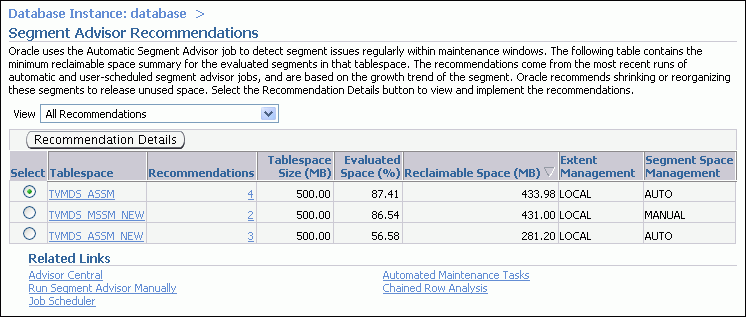 Database Instance: database >
Segment Advisor Recommendations
Oracle uses the Automatic Segment Advisor job to detect segment issues regularly within maintenance windows. The following table contains the
minimum reclaimable space summary for the evaluated segments in that tablespace. The recommendations come from the most recent runs of
automatic and user-scheduled segment advisor jobs, and are based on the growth trend of the segment. Oracle recommends shrinking or reorganizing
these segments to release unused space. Select the Recommendation Details button to view and implement the recommendations.
View All Recommendations
Recommendation Details
Select Tablespace Recommendations Tablespace Size (MB) Evaluated Space (%) Reclaimable Space (MB) Extent Management Segment Space Management
TVMDS_ASSM 4 500.00 87.41 433.98 LOCAL AUTO
TVMDS_MSSM_NEW 2 500.00 86.54 431.00 LOCAL MANUAL
TVMDS_ASSM_NEW 3 500.00 56.58 281.20 LOCAL AUTO
Related Links
Advisor Central Automated Maintenance Tasks
Run Segment Advisor Manually Chained Row Analysis
Job Scheduler